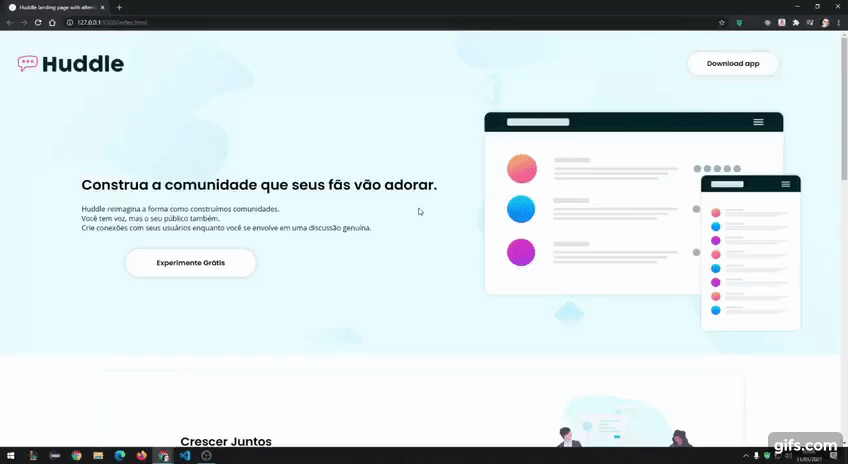 Huddle landing page with altern
127.0.0.1:5500/index.html
Huddle
Download app
Construa a comunidade que seus fãs vão adorar.
Huddle reimagina a forma como construímos comunidades.
Você tem voz, mas o seu público também.
Crie conexões com seus usuários enquanto você se envolve em uma discussão genuína.
Experimente Grátis
Crescer Juntos
gifs.com
11/05/2021